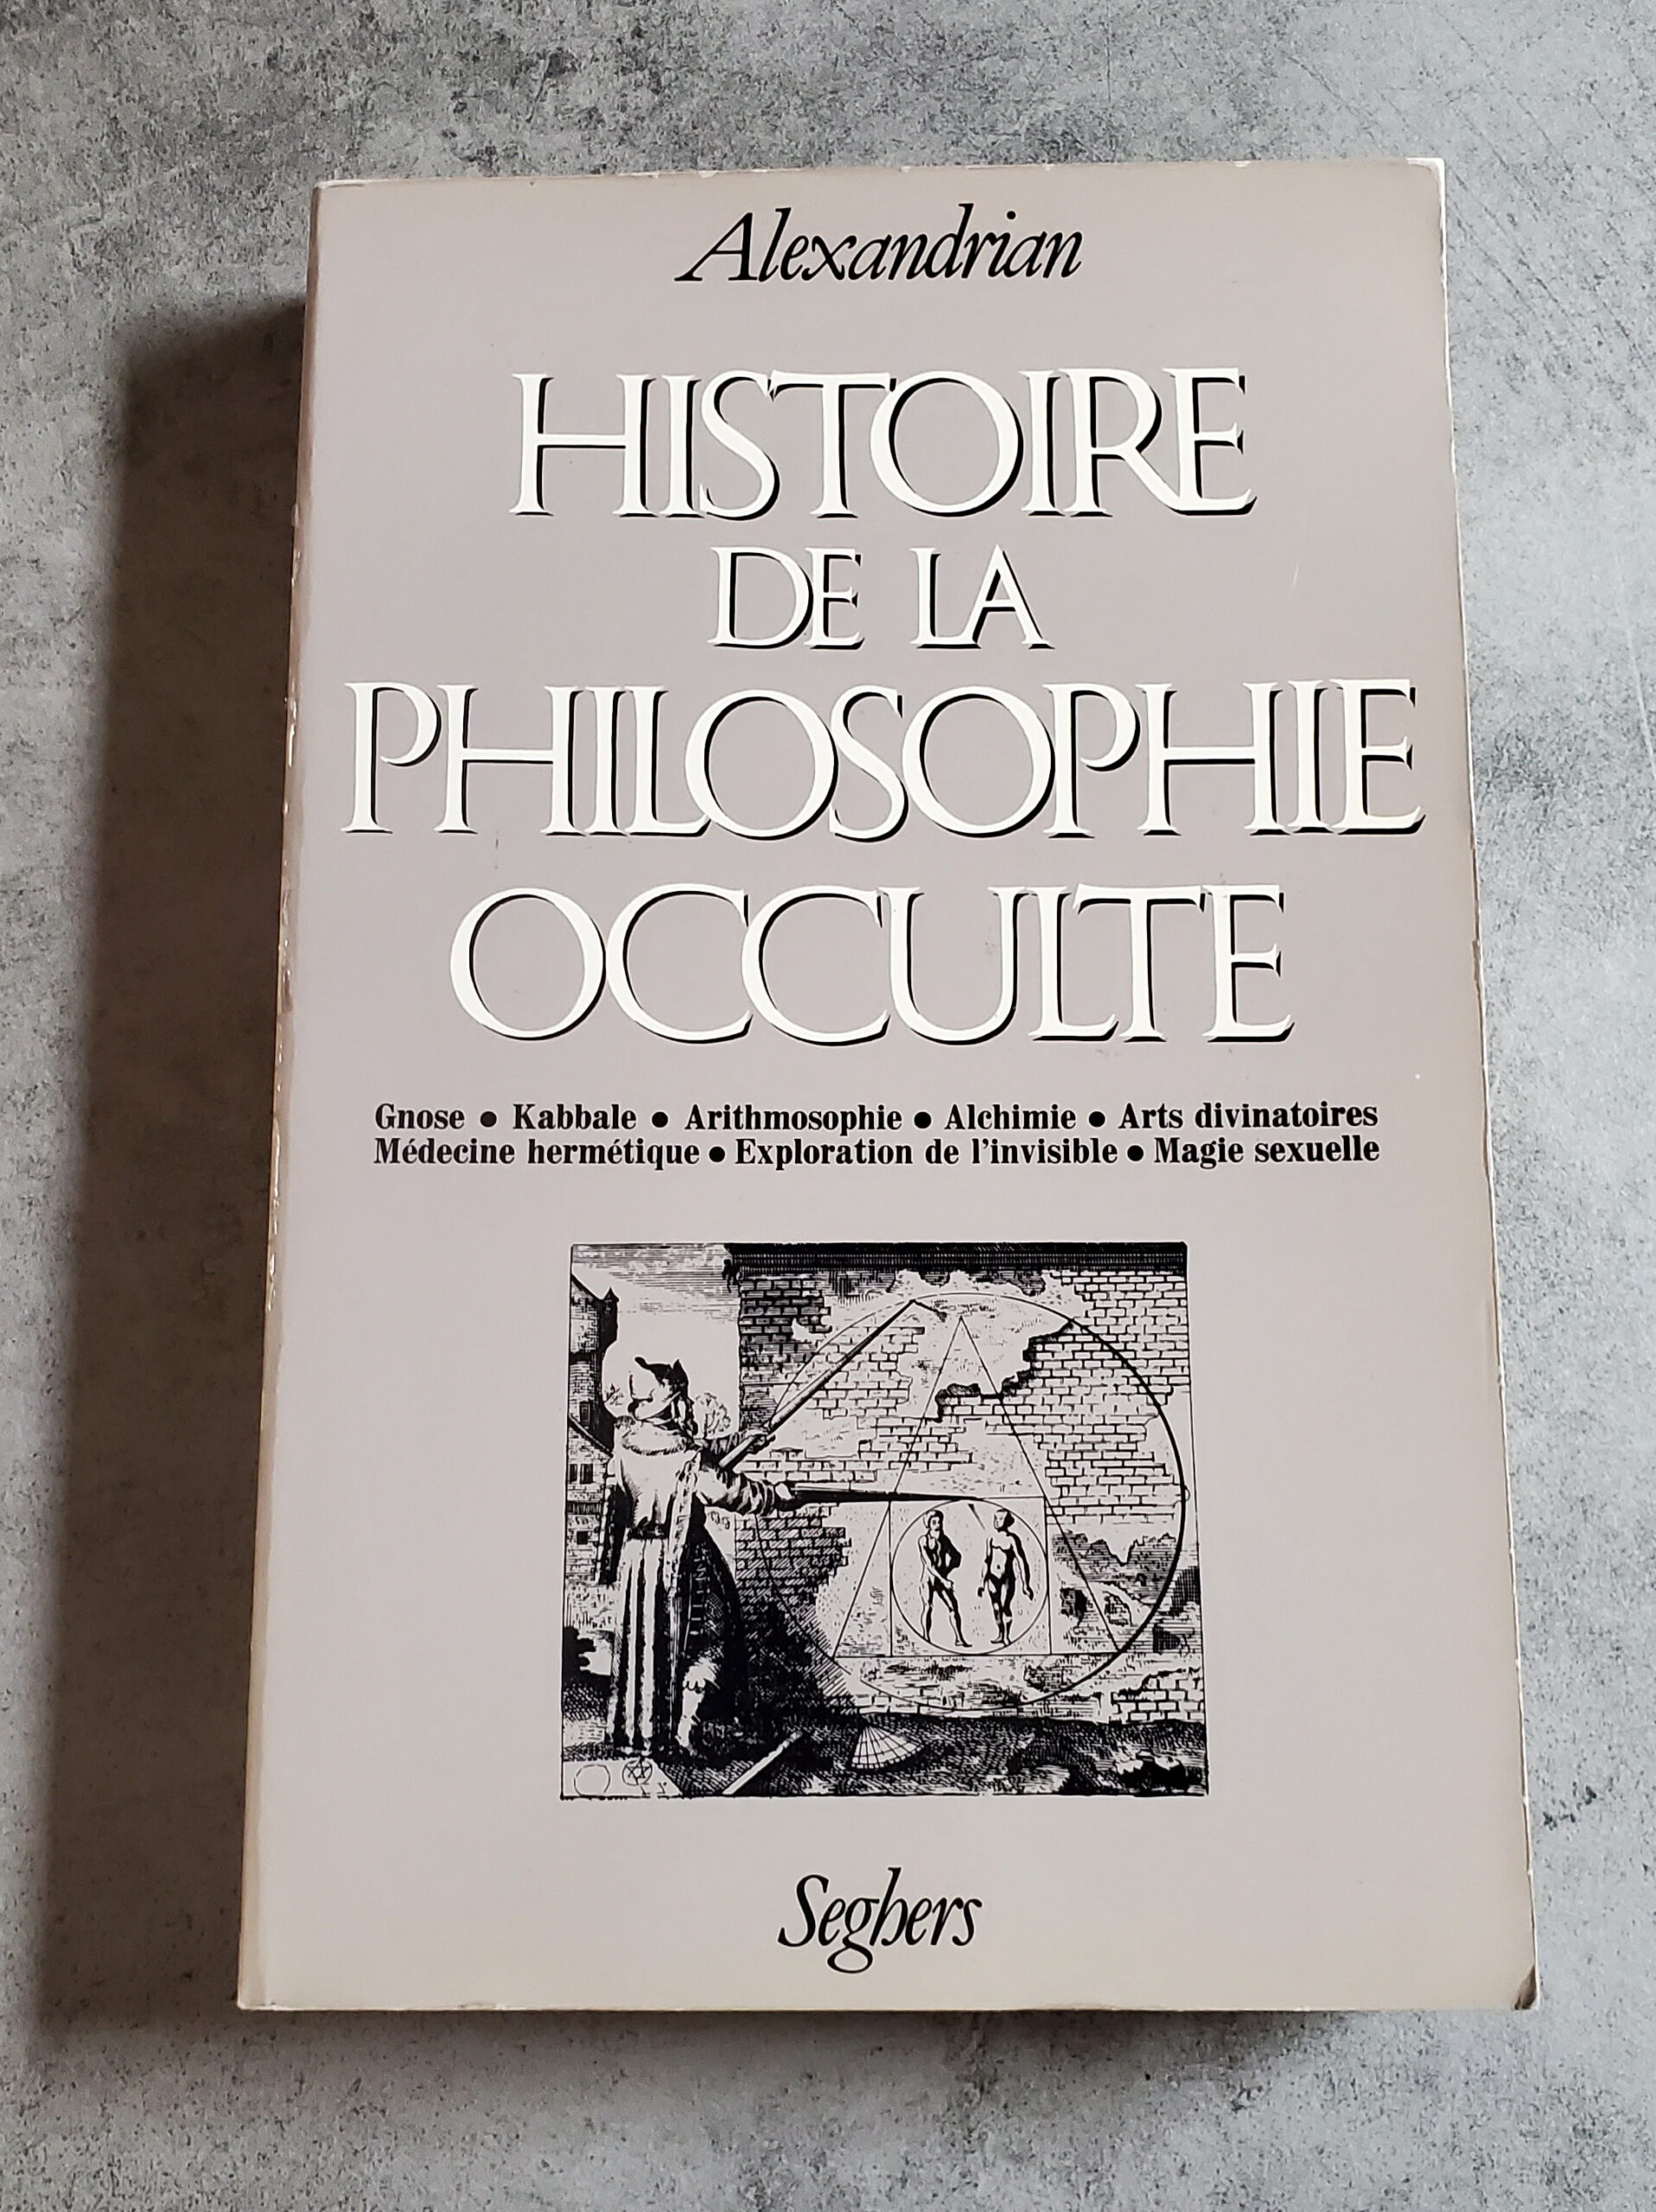 Alexandrian
HISTOIRE
DE LA
PHILOSOPHIE
OCCULTE
Gnose ● Kabbale ● Arithmosophie ● Alchimie ● Arts divinatoires
Médecine hermétique ● Exploration de l'invisible ● Magie sexuelle
Seghers